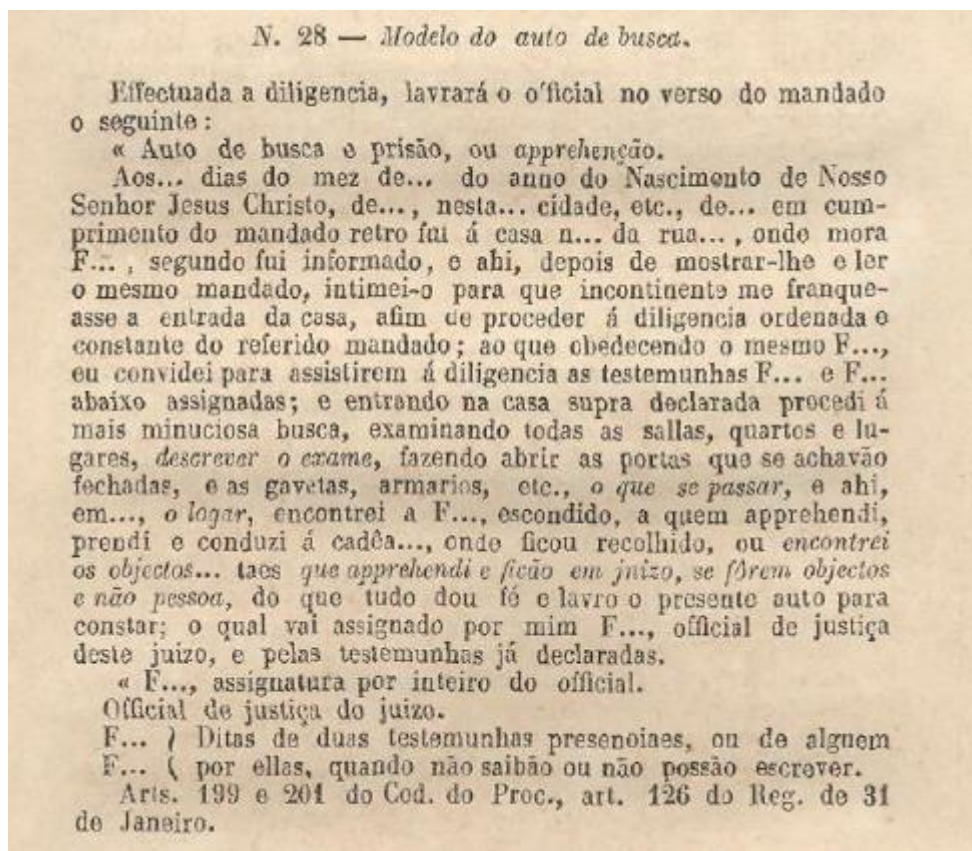 N. 28 — Modelo do auto de busca.
Effectuada a diligencia, lavrará o o'ficial no verso do mandado
o seguinte :
« Auto de busca e prisão, ou apprehenção.
Aos... dias do mez de... do anno do Nascimento de Nosso
Senhor Jesus Christo, de..., nesta... cidade, etc., de... em cum-
primento do mandado retro fui á casa n... da rua... , onde mora
F... , segundo fui informado, e ahi, depois de mostrar-lhe e ler
o mesmo mandado, intimei-o para que incontinente me franque-
asse a entrada da casa, afim de proceder á diligencia ordenada e
constante do referido mandado ; ao que obedecendo o mesmo F...,
eu convidei para assistirem á diligencia as testemunhas F... e F...
abaixo assignadas; e entrando na casa supra declarada procedi á
mais minuciosa busca, examinando todas as sallas, quartos e lu-
gares, descrever o exame, fazendo abrir as portas que se achavão
fechadas, e as gavetas, armarios, etc., o que se passar, e ahi,
em..., o logar, encontrei a F..., escondido, a quem apprehendi,
prendi e conduzi á cadêa..., onde ficou recolhido, ou encontrei
os objectos... taes que apprehendi e ficão em juizo, se fôrem objectos
e não pessoa, do que tudo dou fé e lavro o presente auto para
constar; o qual vai assignado por mim F..., official de justiça
deste juizo, e pelas testemunhas já declaradas.
« F..., assignatura por inteiro do official.
Official de justiça do juizo.
F... } Ditas de duas testemunhas presenciaes, ou de alguem
F... { por ellas, quando não saibão ou não possão escrever.
Arts. 199 e 201 do Cod. do Proc., art. 126 do Reg. de 31
de Janeiro.